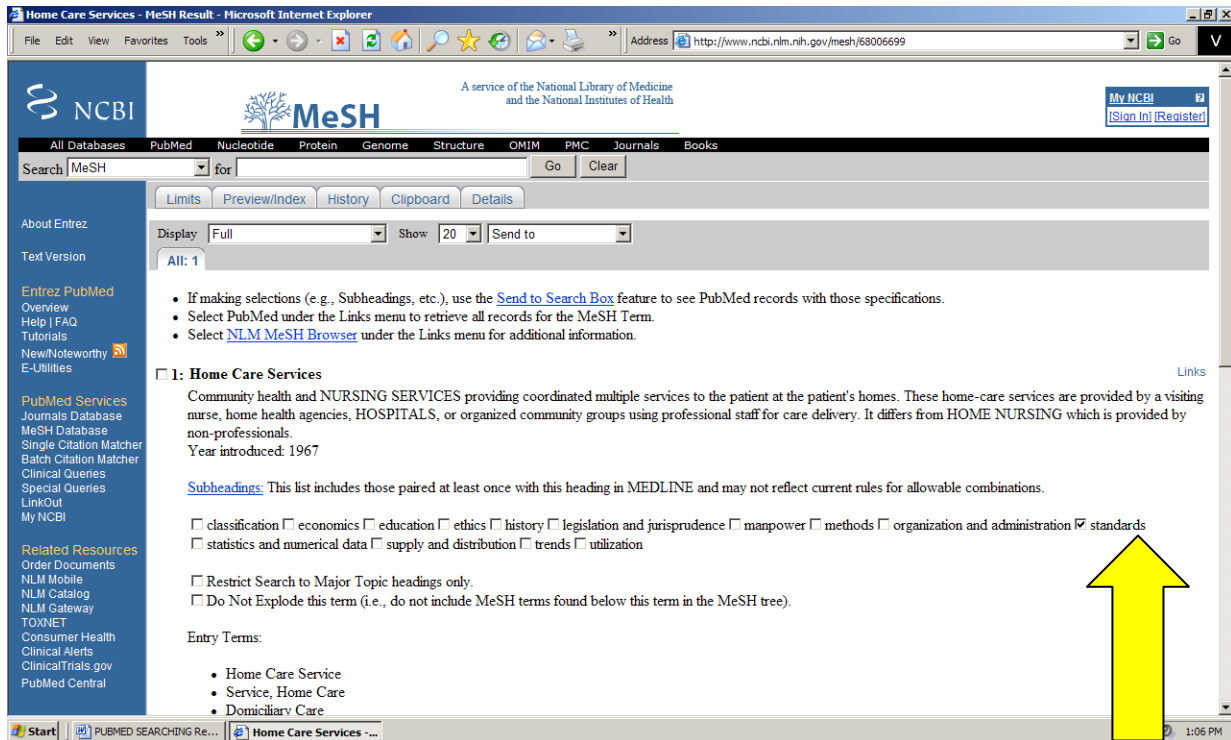 Home Care Services - MeSH Result - Microsoft Internet Explorer
File Edit View Favorites Tools » » Address http://www.ncbi.nlm.nih.gov/mesh/68006699 Go V
NCBI
MeSH
A service of the National Library of Medicine
and the National Institutes of Health
My NCBI
[Sign In] [Register]
All Databases PubMed Nucleotide Protein Genome Structure OMIM PMC Journals Books
Search MeSH for Go Clear
Limits Preview/Index History Clipboard Details
Display Full Show 20 Send to
All: 1
About Entrez
Text Version
Entrez PubMed
Overview
Help | FAQ
Tutorials
New/Noteworthy
E-Utilities
PubMed Services
Journals Database
MeSH Database
Single Citation Matcher
Batch Citation Matcher
Clinical Queries
Special Queries
LinkOut
My NCBI
Related Resources
Order Documents
NLM Mobile
NLM Catalog
NLM Gateway
TOXNET
Consumer Health
Clinical Alerts
ClinicalTrials.gov
PubMed Central
• If making selections (e.g., Subheadings, etc.), use the Send to Search Box feature to see PubMed records with those specifications.
• Select PubMed under the Links menu to retrieve all records for the MeSH Term.
• Select NLM MeSH Browser under the Links menu for additional information.
1: Home Care Services Links
Community health and NURSING SERVICES providing coordinated multiple services to the patient at the patient's homes. These home-care services are provided by a visiting
nurse, home health agencies, HOSPITALS, or organized community groups using professional staff for care delivery. It differs from HOME NURSING which is provided by
non-professionals.
Year introduced: 1967
Subheadings: This list includes those paired at least once with this heading in MEDLINE and may not reflect current rules for allowable combinations.
classification economics education ethics history legislation and jurisprudence manpower methods organization and administration standards
statistics and numerical data supply and distribution trends utilization
Restrict Search to Major Topic headings only.
Do Not Explode this term (i.e., do not include MeSH terms found below this term in the MeSH tree).
Entry Terms:
• Home Care Service
• Service, Home Care
• Domiciliary Care
Start PUBMED SEARCHING Re... Home Care Services -... 1:06 PM